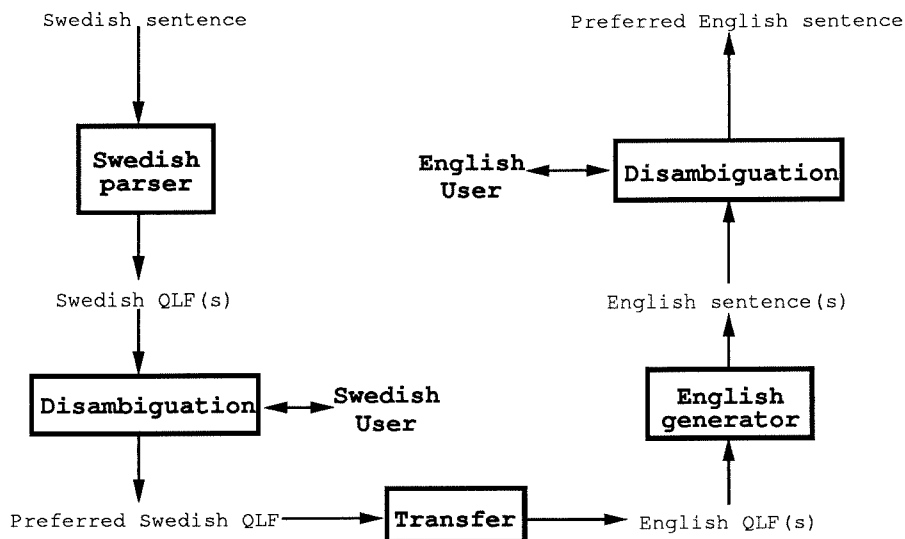 Swedish sentence
Swedish
parser
Swedish QLF(s)
Disambiguation
Swedish
User
Preferred Swedish QLF
Transfer
English QLF(s)
English
generator
English sentence(s)
Disambiguation
English
User
Preferred English sentence